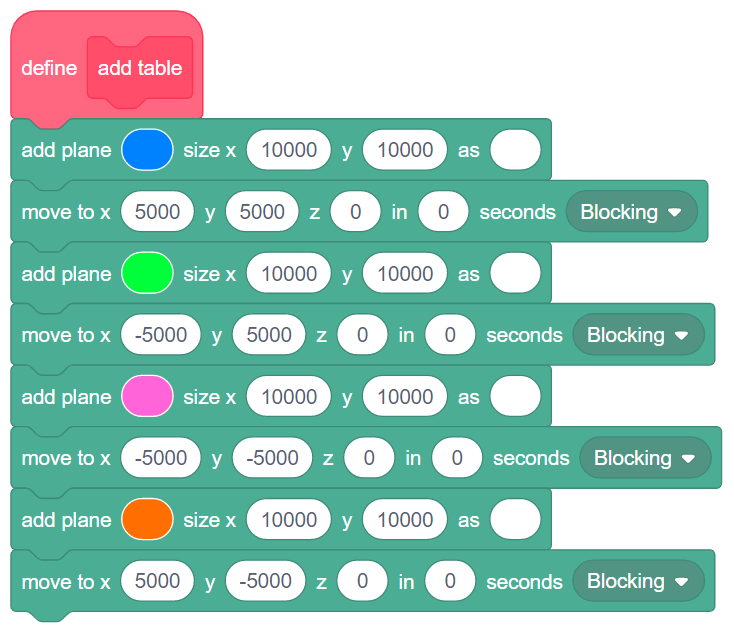 define add table
add plane size x 10000 y 10000 as
move to x 5000 y 5000 z 0 in 0 seconds Blocking
add plane size x 10000 y 10000 as
move to x -5000 y 5000 z 0 in 0 seconds Blocking
add plane size x 10000 y 10000 as
move to x -5000 y -5000 z 0 in 0 seconds Blocking
add plane size x 10000 y 10000 as
move to x 5000 y -5000 z 0 in 0 seconds Blocking